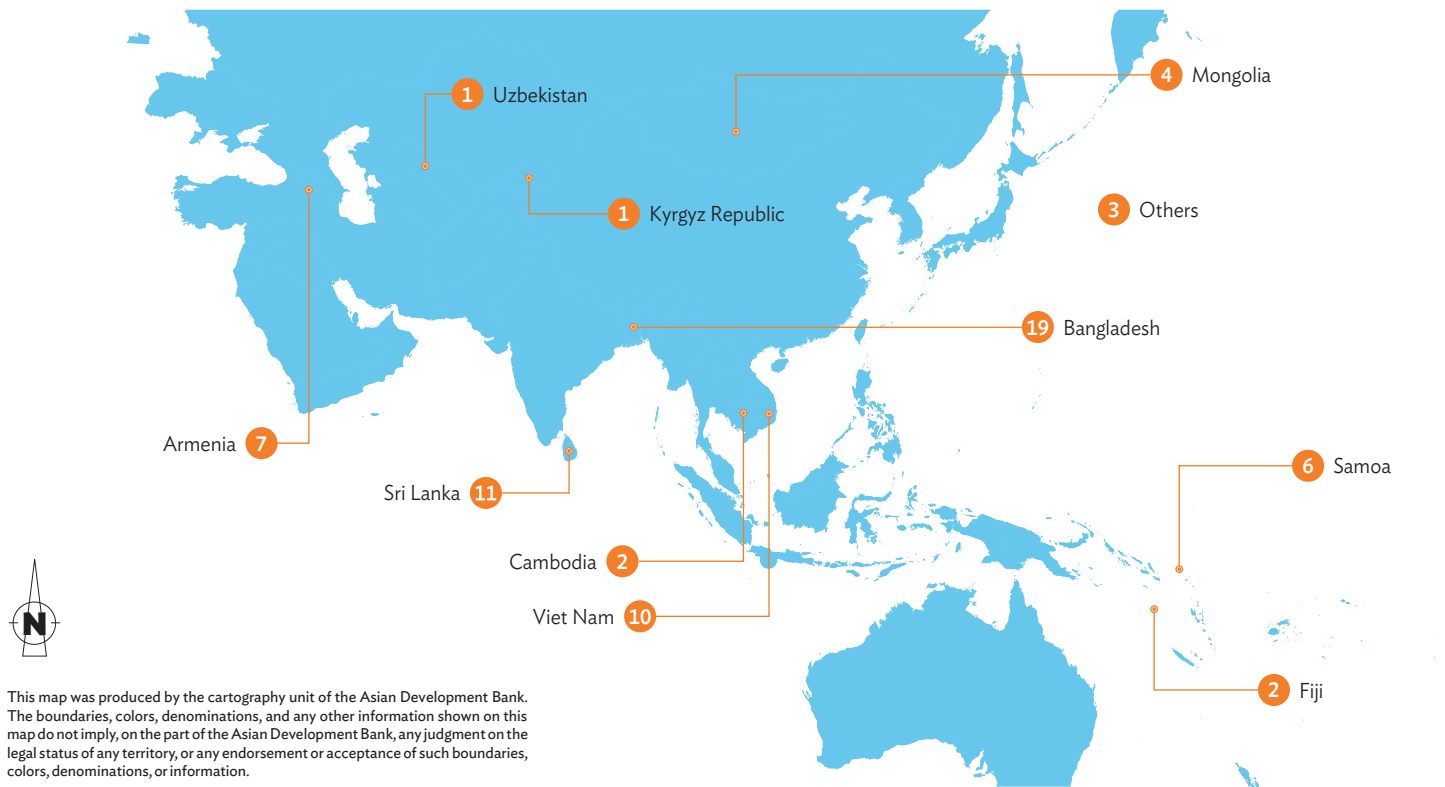 4 Mongolia
1 Uzbekistan
3 Others
1 Kyrgyz Republic
19 Bangladesh
Armenia 7
6 Samoa
Sri Lanka 11
Cambodia 2
Viet Nam 10
N
2 Fiji
This map was produced by the cartography unit of the Asian Development Bank.
The boundaries, colors, denominations, and any other information shown on this
map do not imply, on the part of the Asian Development Bank, any judgment on the
legal status of any territory, or any endorsement or acceptance of such boundaries,
colors, denominations, or information.